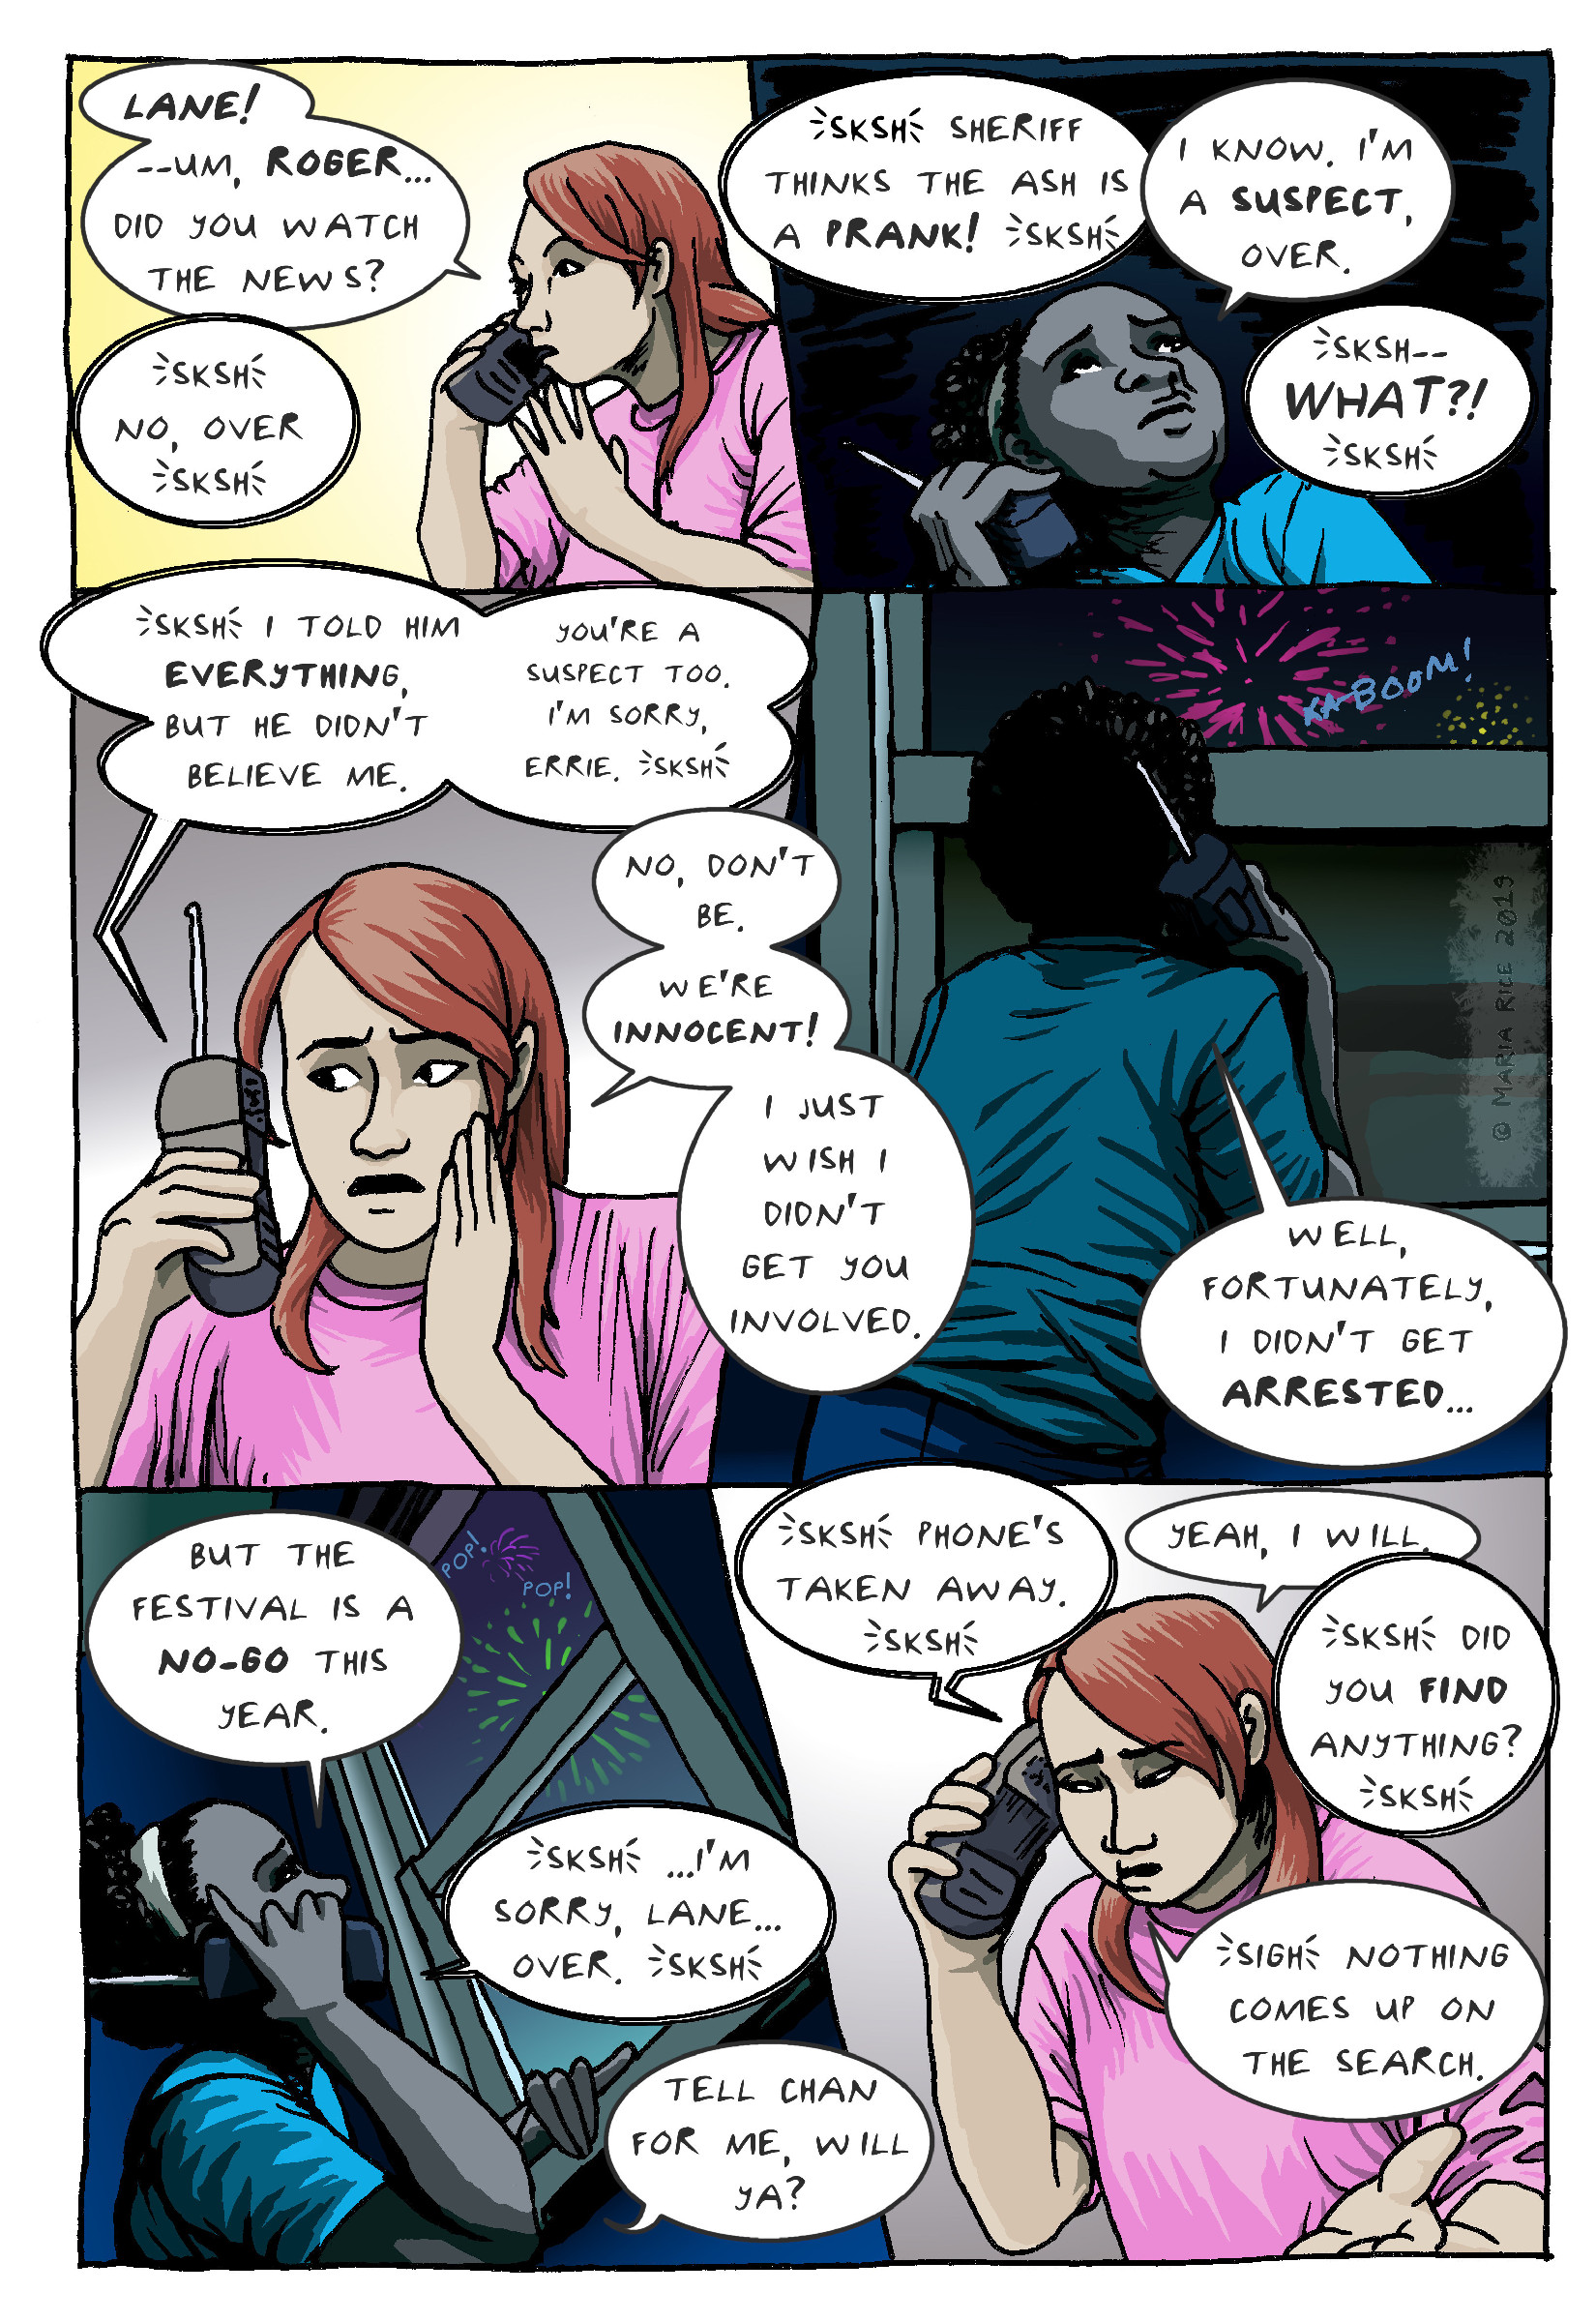 LANE!
--UM, ROGER...
DID YOU WATCH
THE NEWS?
SKSH
NO, OVER
SKSH
SKSH SHERIFF
THINKS THE ASH IS
A PRANK! SKSH
I KNOW. I'M
A SUSPECT,
OVER.
SKSH--
WHAT?!
SKSH
SKSH I TOLD HIM
EVERYTHING,
BUT HE DIDN'T
BELIEVE ME.
YOU'RE A
SUSPECT TOO.
I'M SORRY,
ERRIE. SKSH
NO, DON'T
BE.
WE'RE
INNOCENT!
I JUST
WISH I
DIDN'T
GET YOU
INVOLVED.
KA-BOOM!
© MARIA RICE 2019
WELL,
FORTUNATELY,
I DIDN'T GET
ARRESTED...
BUT THE
FESTIVAL IS A
NO-GO THIS
YEAR.
POP!
POP!
SKSH ...I'M
SORRY, LANE...
OVER. SKSH
TELL CHAN
FOR ME, WILL
YA?
SKSH PHONE'S
TAKEN AWAY.
SKSH
YEAH, I WILL.
SKSH DID
YOU FIND
ANYTHING?
SKSH
SIGH NOTHING
COMES UP ON
THE SEARCH.